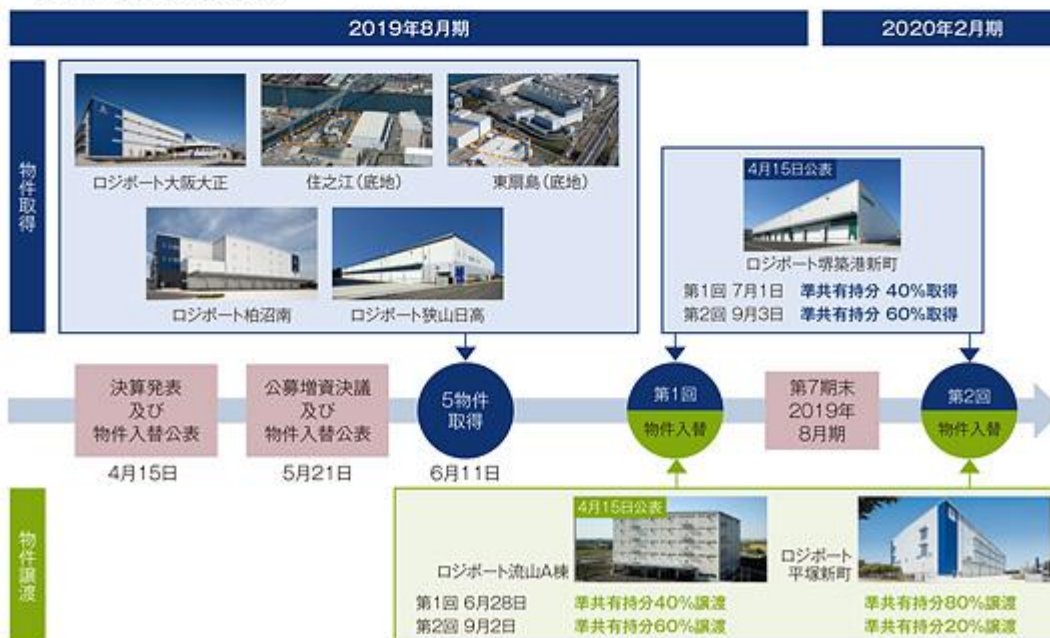 2019年8月期
2020年2月期
物件取得
ロジポート大阪大正
住之江（底地）
東扇島（底地）
ロジポート柏沼南
ロジポート狭山日高
4月15日公表
ロジポート堺築港新町
第1回 7月1日 準共有持分 40%取得
第2回 9月3日 準共有持分 60%取得
決算発表
及び
物件入替公表
4月15日
公募増資決議
及び
物件入替公表
5月21日
5物件
取得
6月11日
第1回
物件入替
第7期末
2019年
8月期
第2回
物件入替
物件譲渡
4月15日公表
ロジポート流山A棟
ロジポート
平塚新町
第1回 6月28日 準共有持分40%譲渡 準共有持分80%譲渡
第2回 9月2日 準共有持分60%譲渡 準共有持分20%譲渡